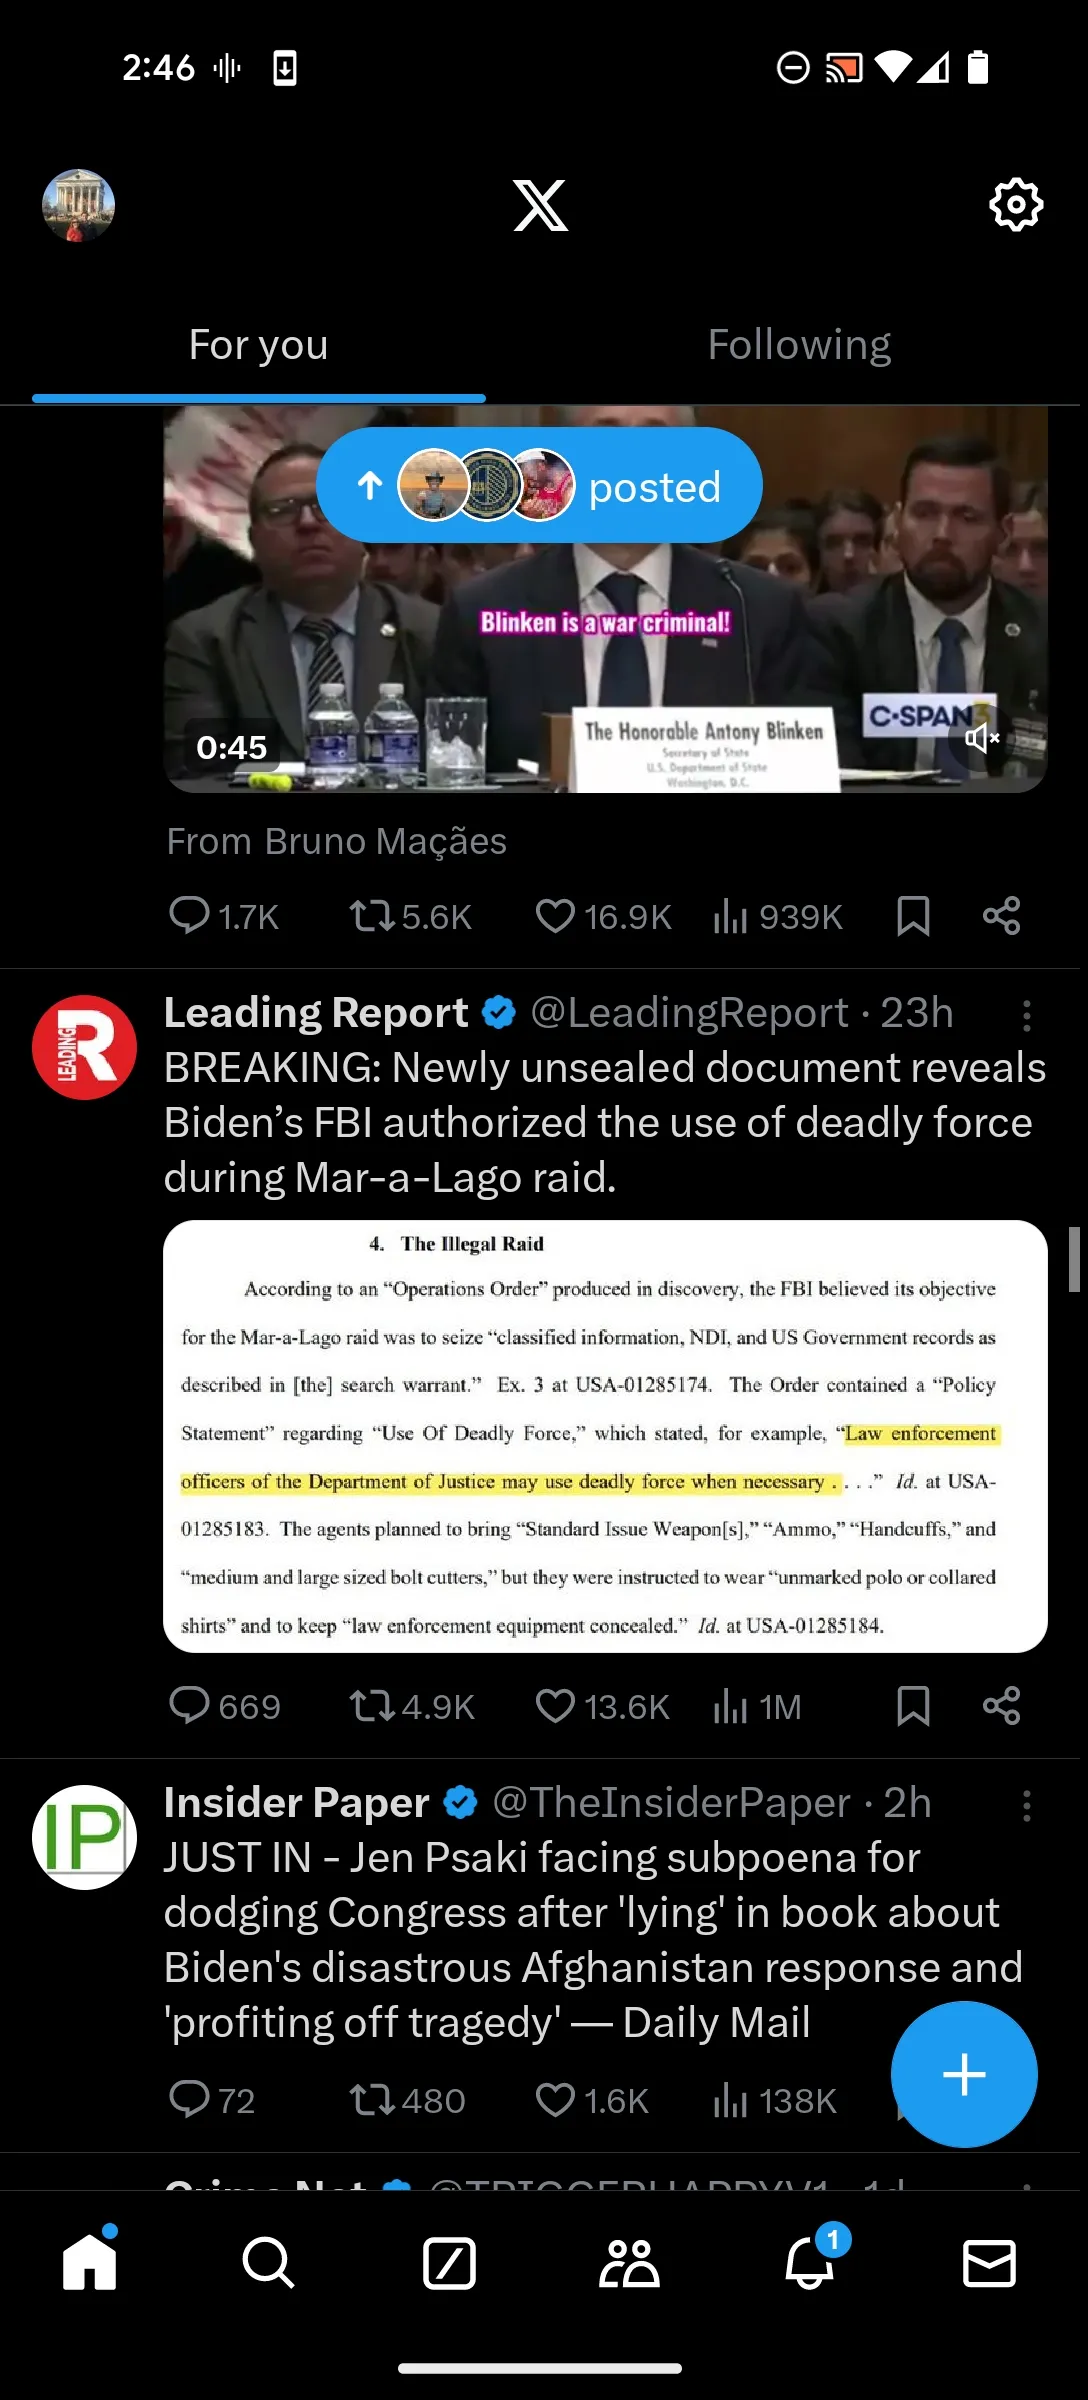 2:46
For you
Following
posted
Blinken is a war criminal!
The Honorable Antony Blinken
Secretary of State
U.S. Department of State
Washington, D.C.
C-SPAN3
0:45
From Bruno Maçães
1.7K 5.6K 16.9K 939K
LEADING R
Leading Report @LeadingReport · 23h
BREAKING: Newly unsealed document reveals
Biden’s FBI authorized the use of deadly force
during Mar-a-Lago raid.
4. The Illegal Raid
According to an “Operations Order” produced in discovery, the FBI believed its objective
for the Mar-a-Lago raid was to seize “classified information, NDI, and US Government records as
described in [the] search warrant.” Ex. 3 at USA-01285174. The Order contained a “Policy
Statement” regarding “Use Of Deadly Force,” which stated, for example, “Law enforcement
officers of the Department of Justice may use deadly force when necessary . . . .” Id. at USA-
01285183. The agents planned to bring “Standard Issue Weapon[s],” “Ammo,” “Handcuffs,” and
“medium and large sized bolt cutters,” but they were instructed to wear “unmarked polo or collared
shirts” and to keep “law enforcement equipment concealed.” Id. at USA-01285184.
669 4.9K 13.6K 1M
IP
Insider Paper @TheInsiderPaper · 2h
JUST IN - Jen Psaki facing subpoena for
dodging Congress after 'lying' in book about
Biden's disastrous Afghanistan response and
'profiting off tragedy' — Daily Mail
72 480 1.6K 138K
1